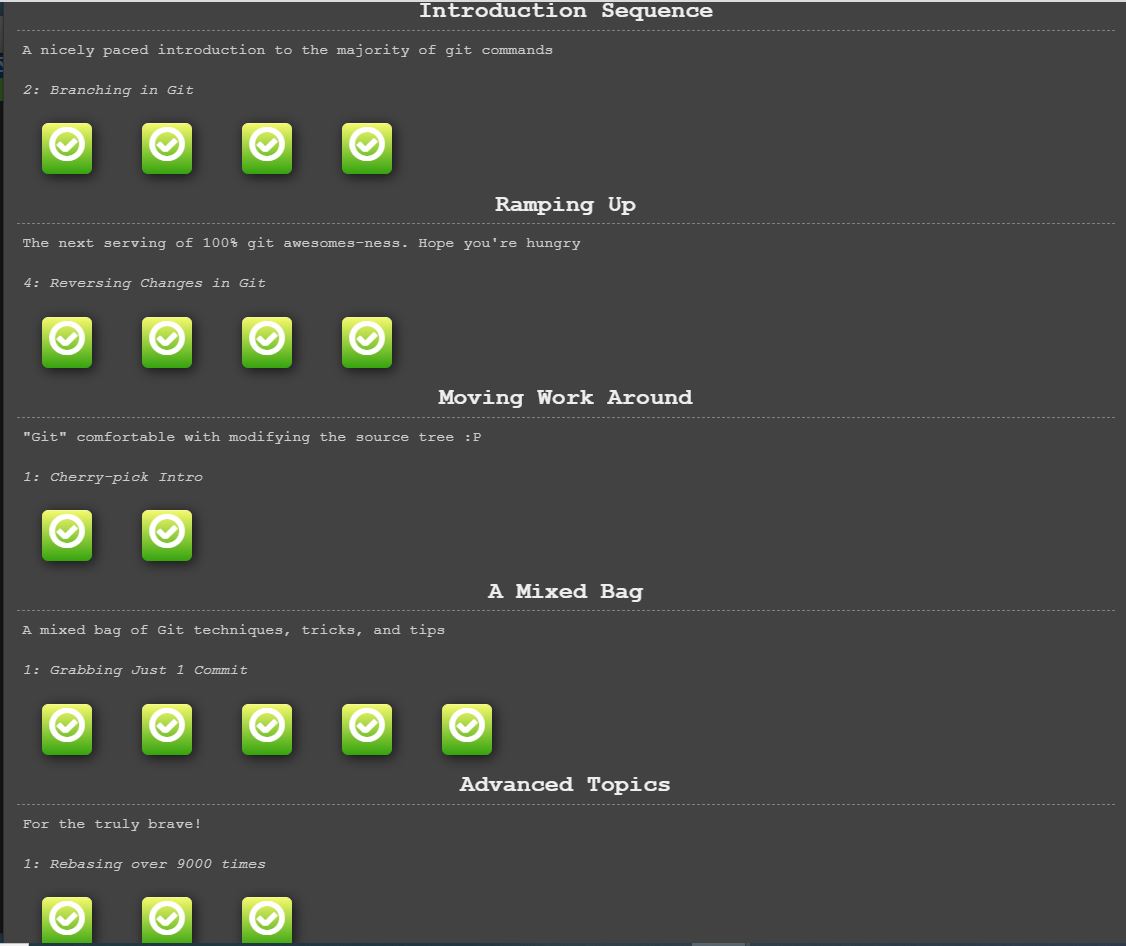 Introduction Sequence
A nicely paced introduction to the majority of git commands
2: Branching in Git
Ramping Up
The next serving of 100% git awesomes-ness. Hope you're hungry
4: Reversing Changes in Git
Moving Work Around
"Git" comfortable with modifying the source tree :P
1: Cherry-pick Intro
A Mixed Bag
A mixed bag of Git techniques, tricks, and tips
1: Grabbing Just 1 Commit
Advanced Topics
For the truly brave!
1: Rebasing over 9000 times